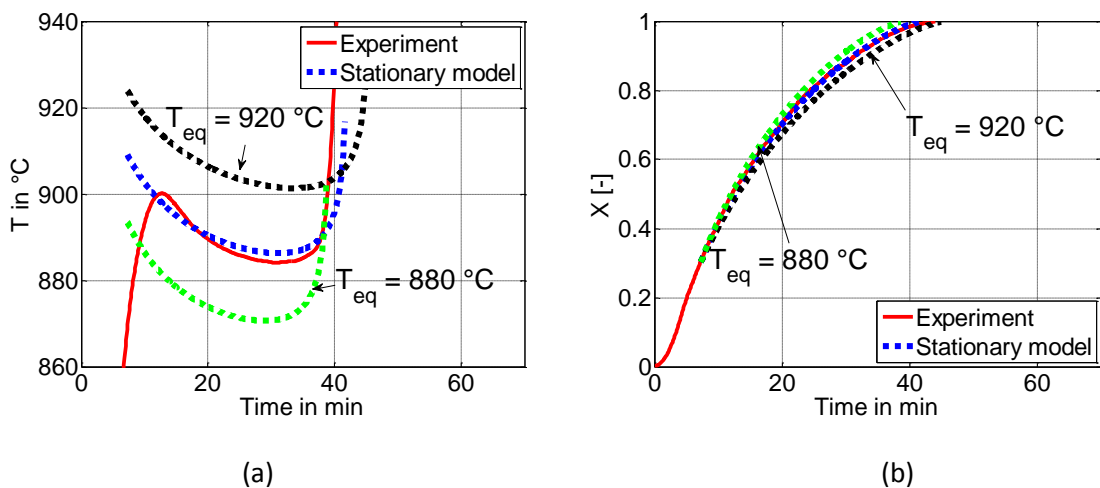 940
920
900
880
860
T in °C
0
20
40
60
Time in min
Experiment
Stationary model
T_eq = 920 °C
T_eq = 880 °C
(a)
1
0.8
0.6
0.4
0.2
0
X [-]
0
20
40
60
Time in min
T_eq = 920 °C
T_eq = 880 °C
Experiment
Stationary model
(b)